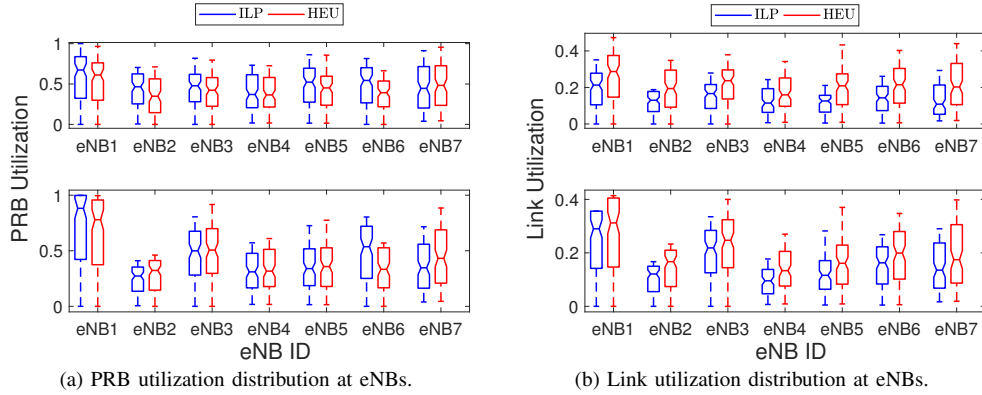 ILP HEU
PRB Utilization
1
0.5
0
eNB1 eNB2 eNB3 eNB4 eNB5 eNB6 eNB7
1
0.5
0
eNB1 eNB2 eNB3 eNB4 eNB5 eNB6 eNB7
eNB ID
(a) PRB utilization distribution at eNBs.
ILP HEU
Link Utilization
0.4
0.2
0
eNB1 eNB2 eNB3 eNB4 eNB5 eNB6 eNB7
0.4
0.2
0
eNB1 eNB2 eNB3 eNB4 eNB5 eNB6 eNB7
eNB ID
(b) Link utilization distribution at eNBs.